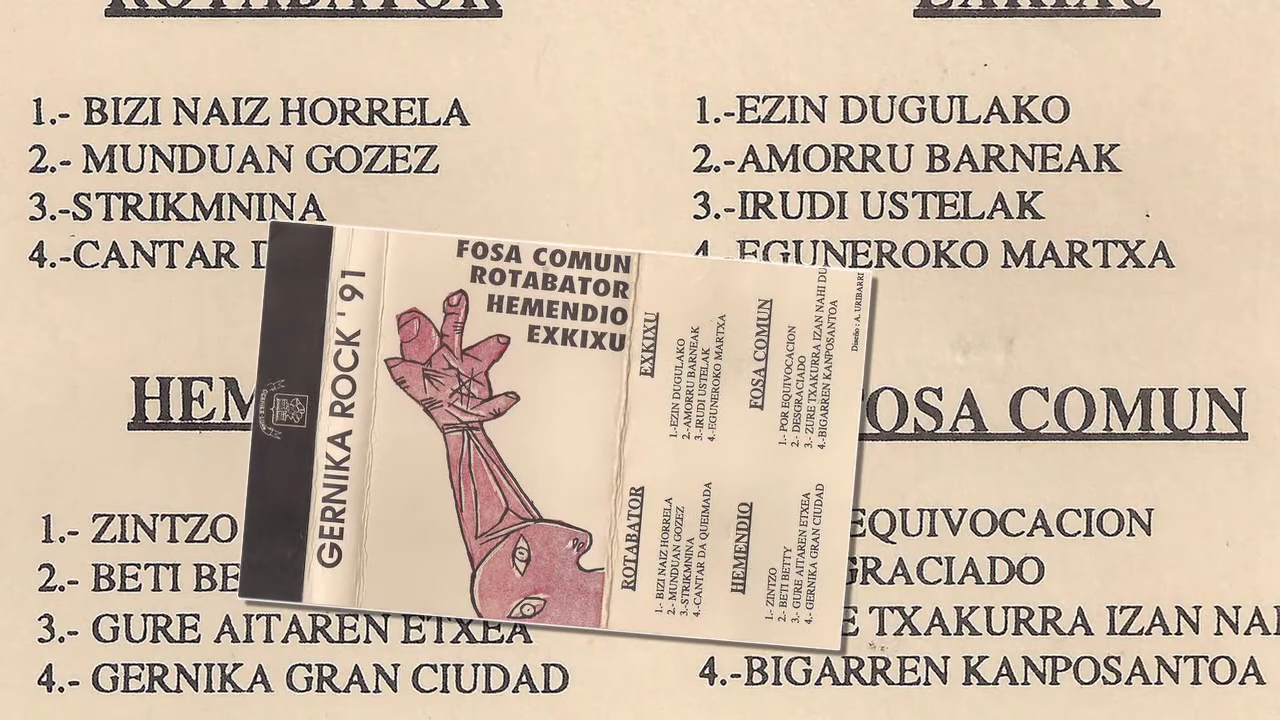 ROTABATOR
1.- BIZI NAIZ HORRELA
2.- MUNDUAN GOZEZ
3.-STRIKMNINA
4.-CANTAR D
EXKIXU
1.-EZIN DUGULAKO
2.-AMORRU BARNEAK
3.-IRUDI USTELAK
4.-EGUNEROKO MARTXA
HEM
1.- ZINTZO
2.- BETI BE
3.- GURE AITAREN ETXEA
4.- GERNIKA GRAN CIUDAD
FOSA COMUN
EQUIVOCACION
GRACIADO
E TXAKURRA IZAN NAI
4.-BIGARREN KANPOSANTOA
GERNIKA ROCK '91
FOSA COMUN
ROTABATOR
HEMENDIO
EXKIXU
ROTABATOR
1.- BIZI NAIZ HORRELA
2.- MUNDUAN GOZEZ
3.-STRIKMNINA
4.-CANTAR DA QUEIMADA
EXKIXU
1.-EZIN DUGULAKO
2.-AMORRU BARNEAK
3.-IRUDI USTELAK
4.-EGUNEROKO MARTXA
HEMENDIO
1.- ZINTZO
2.- BETI BETTY
3.- GURE AITAREN ETXEA
4.- GERNIKA GRAN CIUDAD
FOSA COMUN
1.- POR EQUIVOCACION
2.- DESGRACIADO
3.- ZURE TXAKURRA IZAN NAHI DU
4.-BIGARREN KANPOSANTOA
Diseño : A. URIBARRI